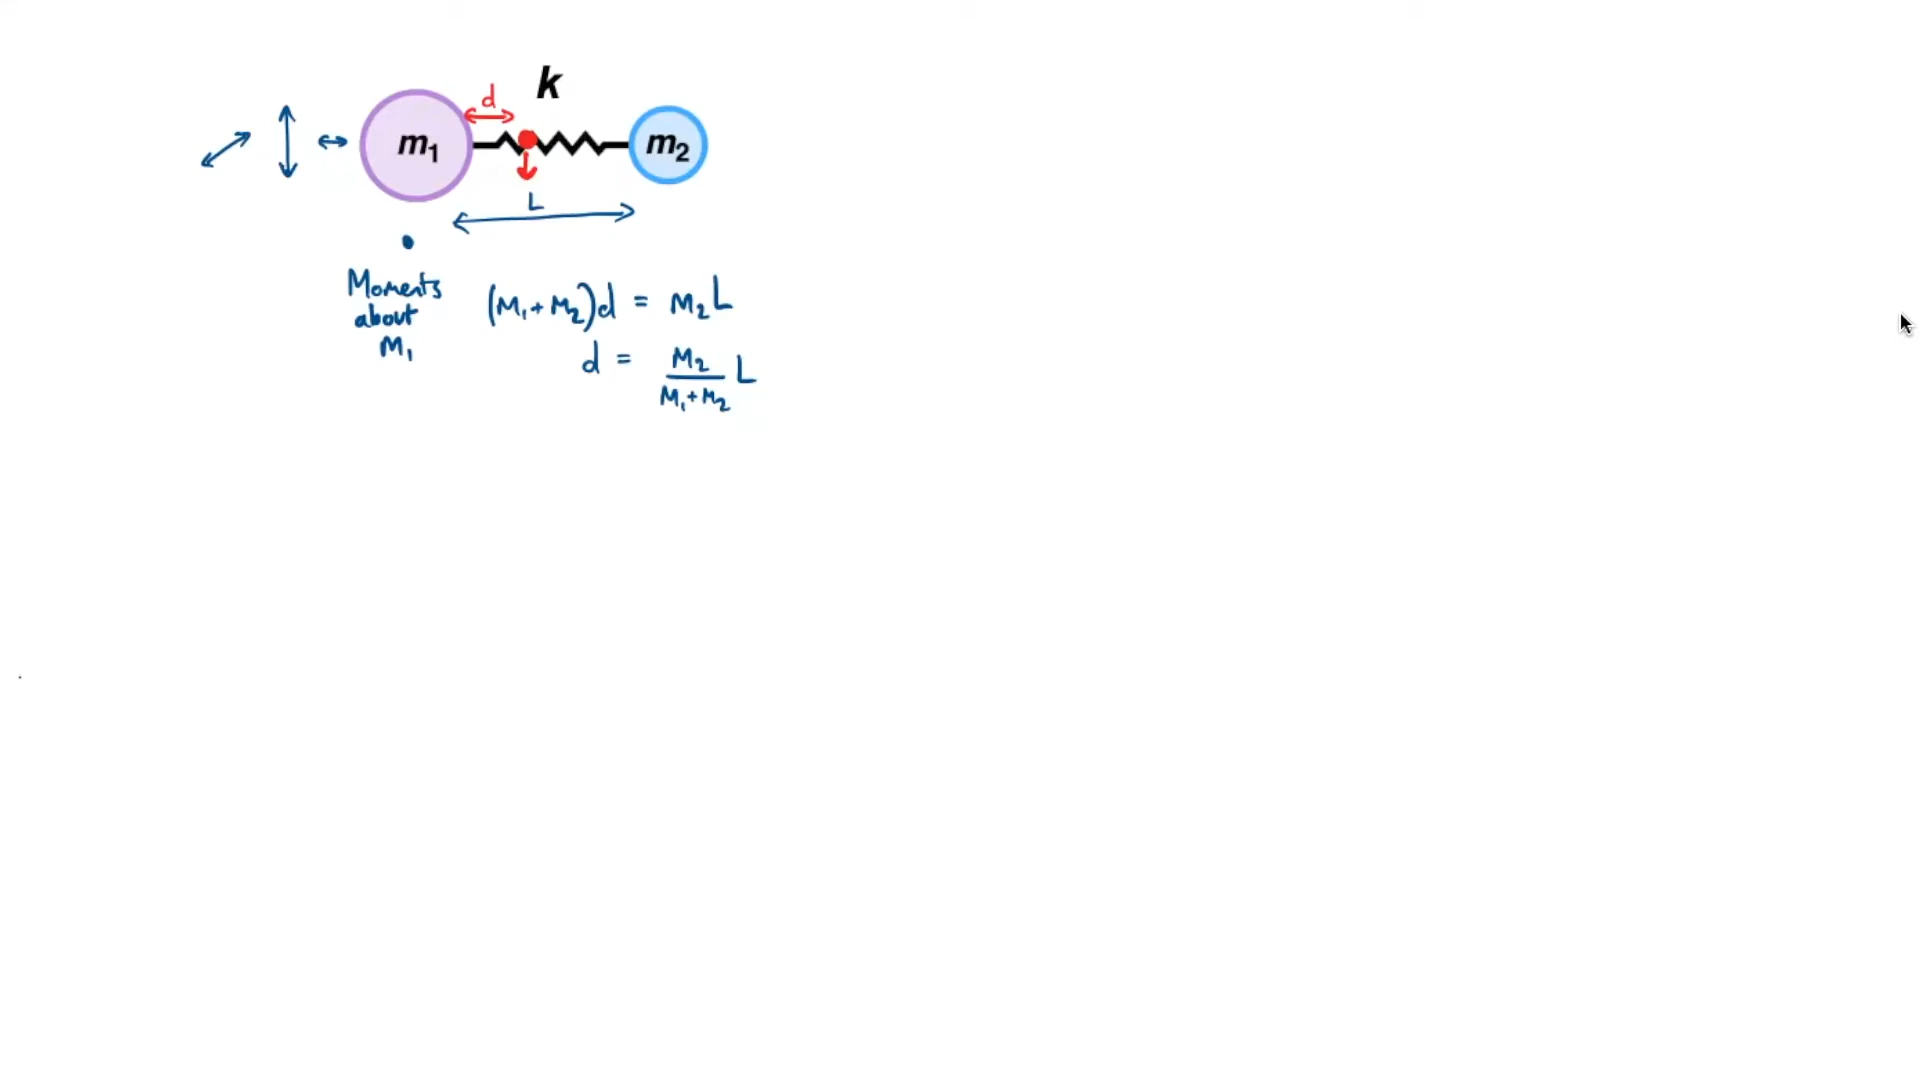 k
d
m₁
m₂
L
Moments
about
M₁
(M₁+M₂)d = M₂L
d = M₂/(M₁+M₂) L